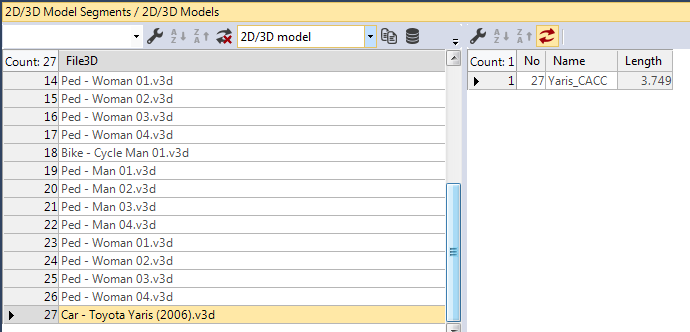 2D/3D Model Segments / 2D/3D Models
2D/3D model
Count: 27 File3D
14 Ped - Woman 01.v3d
15 Ped - Woman 02.v3d
16 Ped - Woman 03.v3d
17 Ped - Woman 04.v3d
18 Bike - Cycle Man 01.v3d
19 Ped - Man 01.v3d
20 Ped - Man 02.v3d
21 Ped - Man 03.v3d
22 Ped - Man 04.v3d
23 Ped - Woman 01.v3d
24 Ped - Woman 02.v3d
25 Ped - Woman 03.v3d
26 Ped - Woman 04.v3d
27 Car - Toyota Yaris (2006).v3d
Count: 1 No Name Length
1 27 Yaris_CACC 3.749